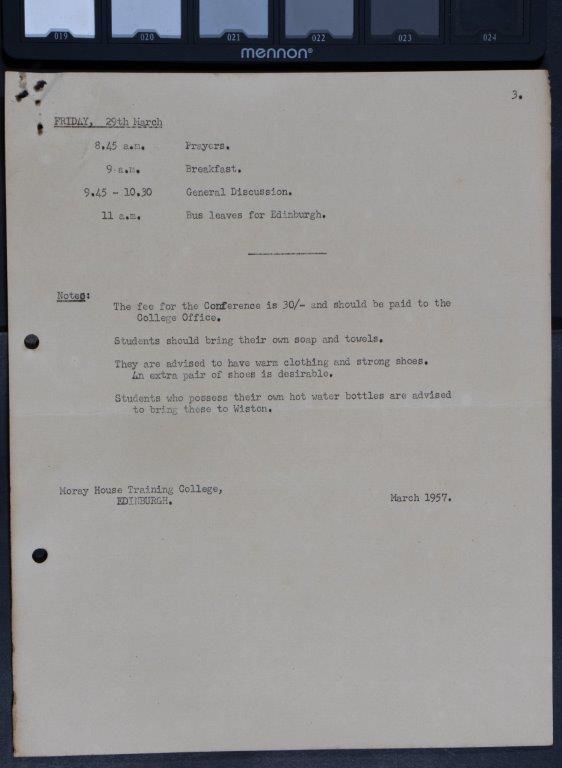 019 020 021 022 023 024
mennon®
3.
FRIDAY, 29th March
8.45 a.m. Prayers.
9 a.m. Breakfast.
9.45 - 10.30 General Discussion.
11 a.m. Bus leaves for Edinburgh.
Notes:
The fee for the Conference is 30/- and should be paid to the
College Office.
Students should bring their own soap and towels.
They are advised to have warm clothing and strong shoes.
An extra pair of shoes is desirable.
Students who possess their own hot water bottles are advised
to bring these to Wiston.
Moray House Training College,
EDINBURGH.
March 1957.